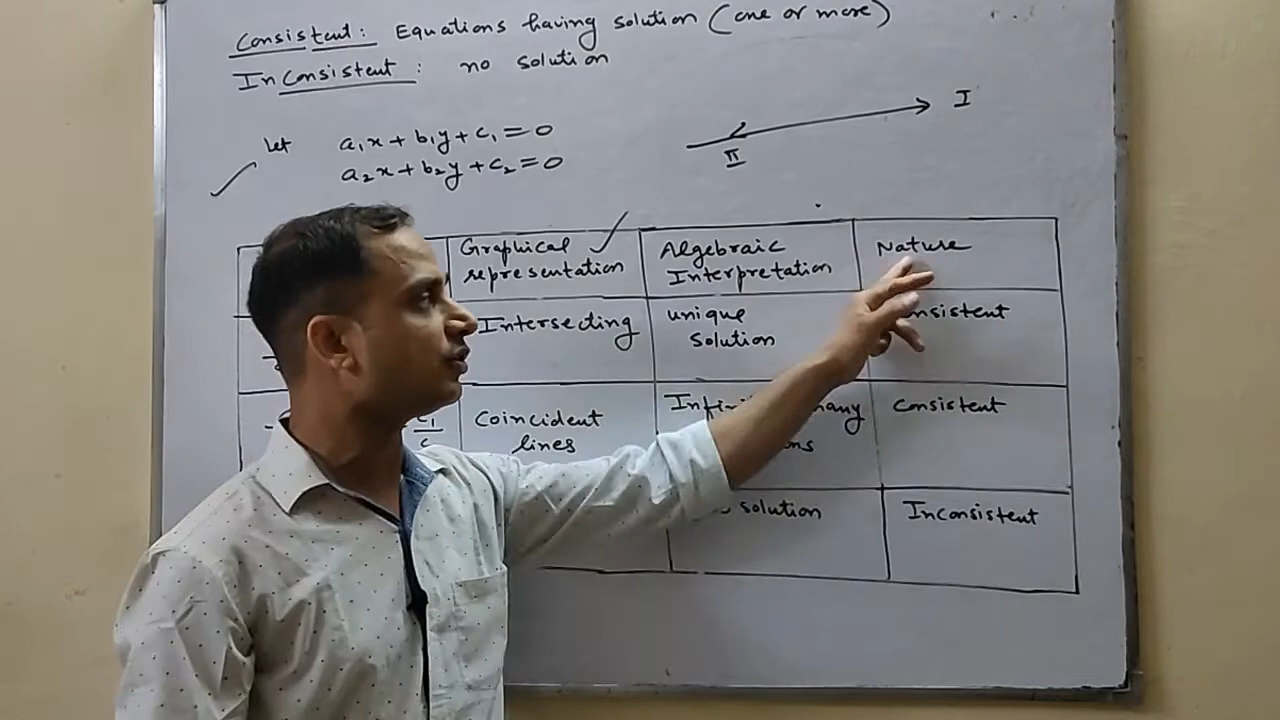 Consistent: Equations having solution (one or more)
Inconsistent: no solution
Let a₁x + b₁y + c₁ = 0
a₂x + b₂y + c₂ = 0
I
II
Graphical representation
Algebraic Interpretation
Nature
Intersecting
unique solution
c₁
Coincident lines
consistent
solution
Inconsistent